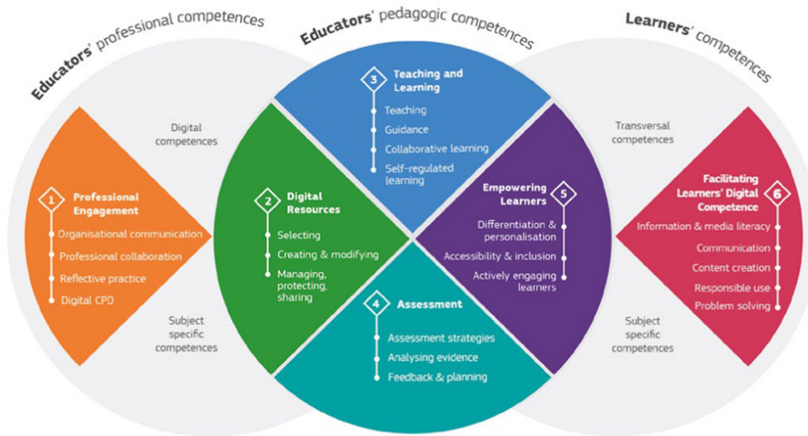 Educators' professional competences
Educators' pedagogic competences
Learners' competences
Digital
competences
Subject
specific
competences
1
Professional
Engagement
Organisational communication
Professional collaboration
Reflective practice
Digital CPD
2
Digital
Resources
Selecting
Creating & modifying
Managing,
protecting,
sharing
3
Teaching and
Learning
Teaching
Guidance
Collaborative learning
Self-regulated
learning
4
Assessment
Assessment strategies
Analysing evidence
Feedback & planning
Empowering
Learners
5
Differentiation &
personalisation
Accessibility & inclusion
Actively engaging
learners
Transversal
competences
Subject
specific
competences
Facilitating
Learners' Digital
Competence
6
Information & media literacy
Communication
Content creation
Responsible use
Problem solving